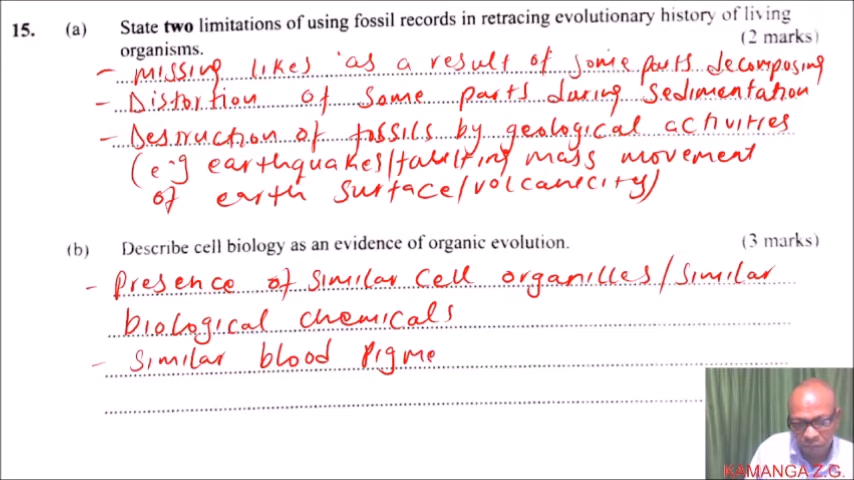 15. (a) State two limitations of using fossil records in retracing evolutionary history of living
organisms. (2 marks)
- missing likes as a result of some parts decomposing
- Distortion of some parts during sedimentation
- Destruction of fossils by geological activities
(e.g earthquakes/faulting mass movement
of earth surface/volcanicity)
(b) Describe cell biology as an evidence of organic evolution. (3 marks)
- Presence of similar cell organilles/similar
biological chemicals
- Similar blood pigme
KAMANGA Z.G.